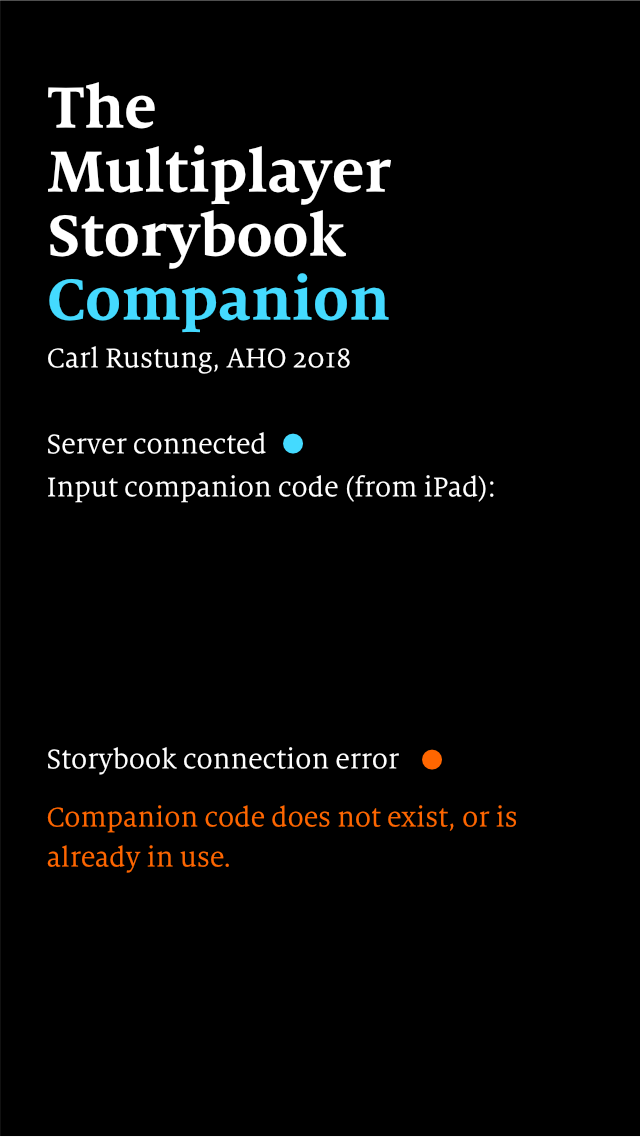 The
Multiplayer
Storybook
Companion
Carl Rustung, AHO 2018
Server connected
Input companion code (from iPad):
Storybook connection error
Companion code does not exist, or is
already in use.